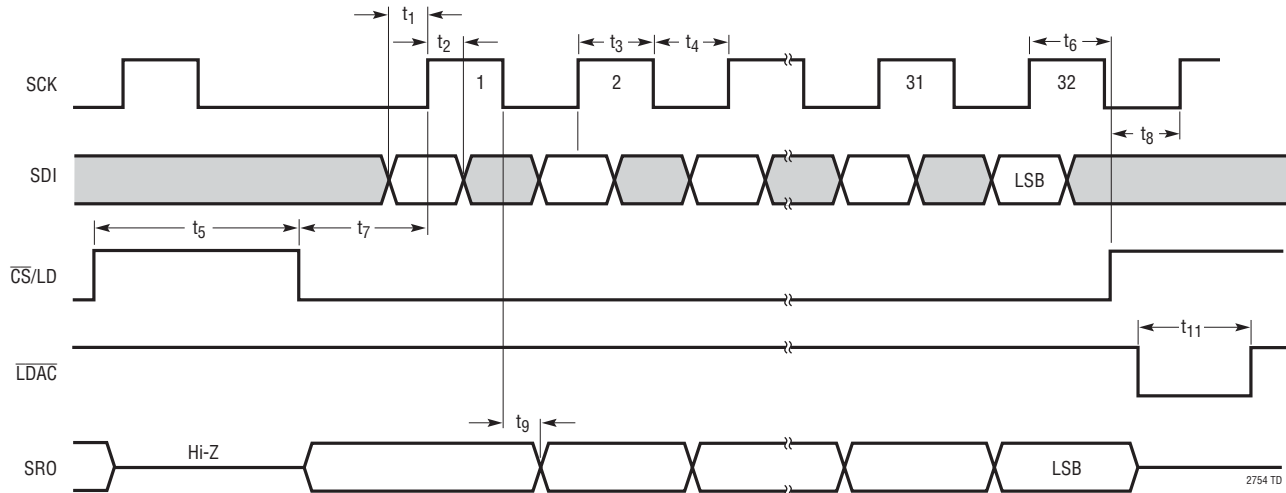 t1
t2
t3
t4
t6
SCK
1
2
31
32
t8
SDI
LSB
t5
t7
CS/LD
t11
LDAC
t9
Hi-Z
SRO
LSB
2754 TD